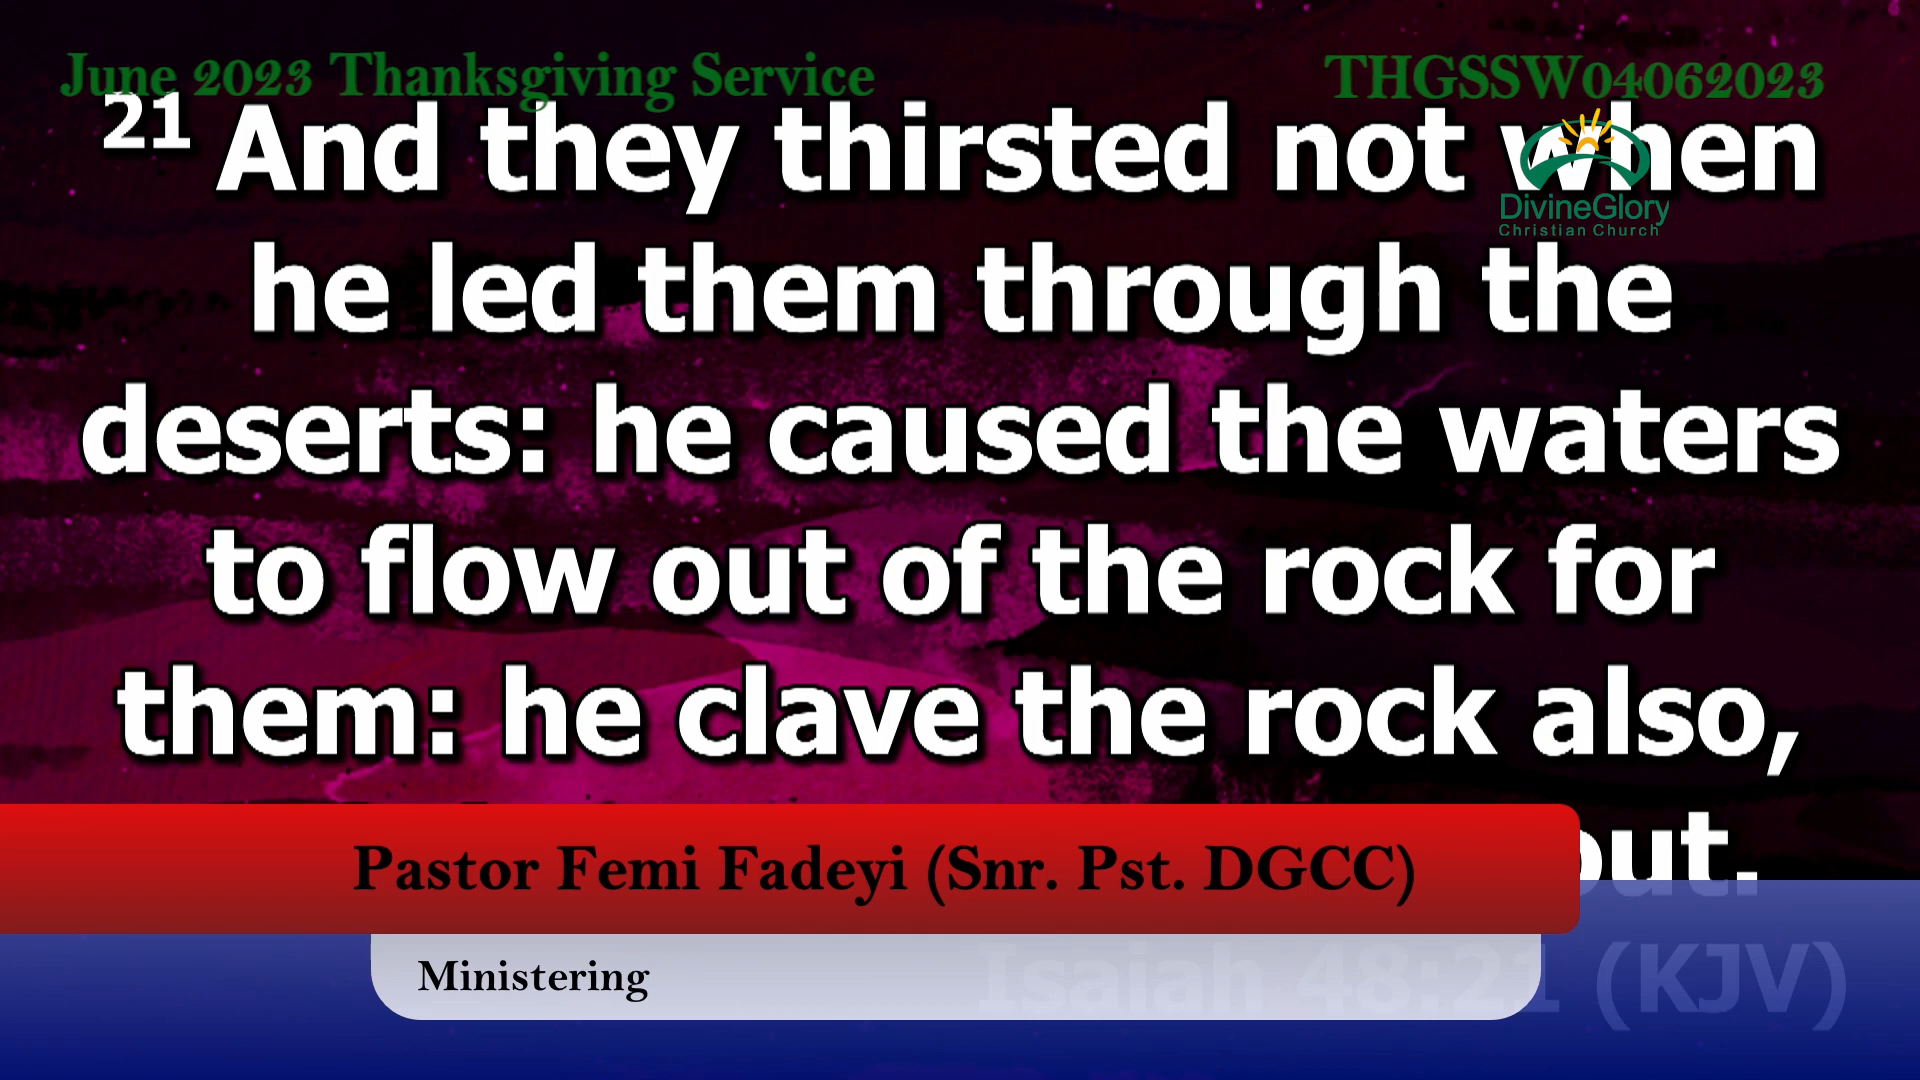 June 2023 Thanksgiving Service
THGSSW04062023
21 And they thirsted not when
DivineGlory
Christian Church
he led them through the
deserts: he caused the waters
to flow out of the rock for
them: he clave the rock also,
out.
Pastor Femi Fadeyi (Snr. Pst. DGCC)
Ministering
Isaiah 48:21 (KJV)